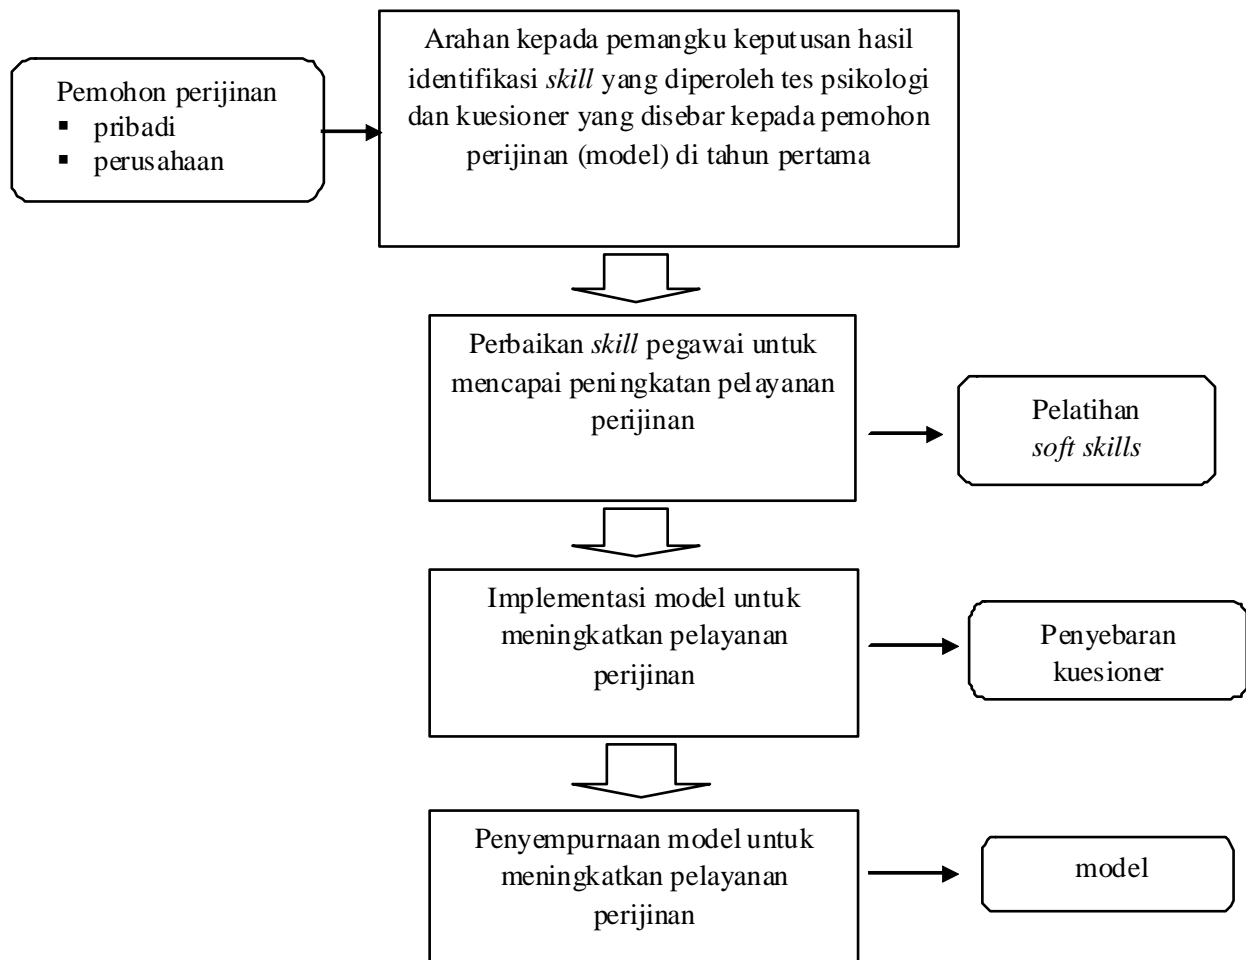 Pemohon perijinan
▪ pribadi
▪ perusahaan
Arahan kepada pemangku keputusan hasil
identifikasi skill yang diperoleh tes psikologi
dan kuesioner yang disebar kepada pemohon
perijinan (model) di tahun pertama
Perbaikan skill pegawai untuk
mencapai peningkatan pelayanan
perijinan
Pelatihan
soft skills
Implementasi model untuk
meningkatkan pelayanan
perijinan
Penyebaran
kuesioner
Penyempurnaan model untuk
meningkatkan pelayanan
perijinan
model